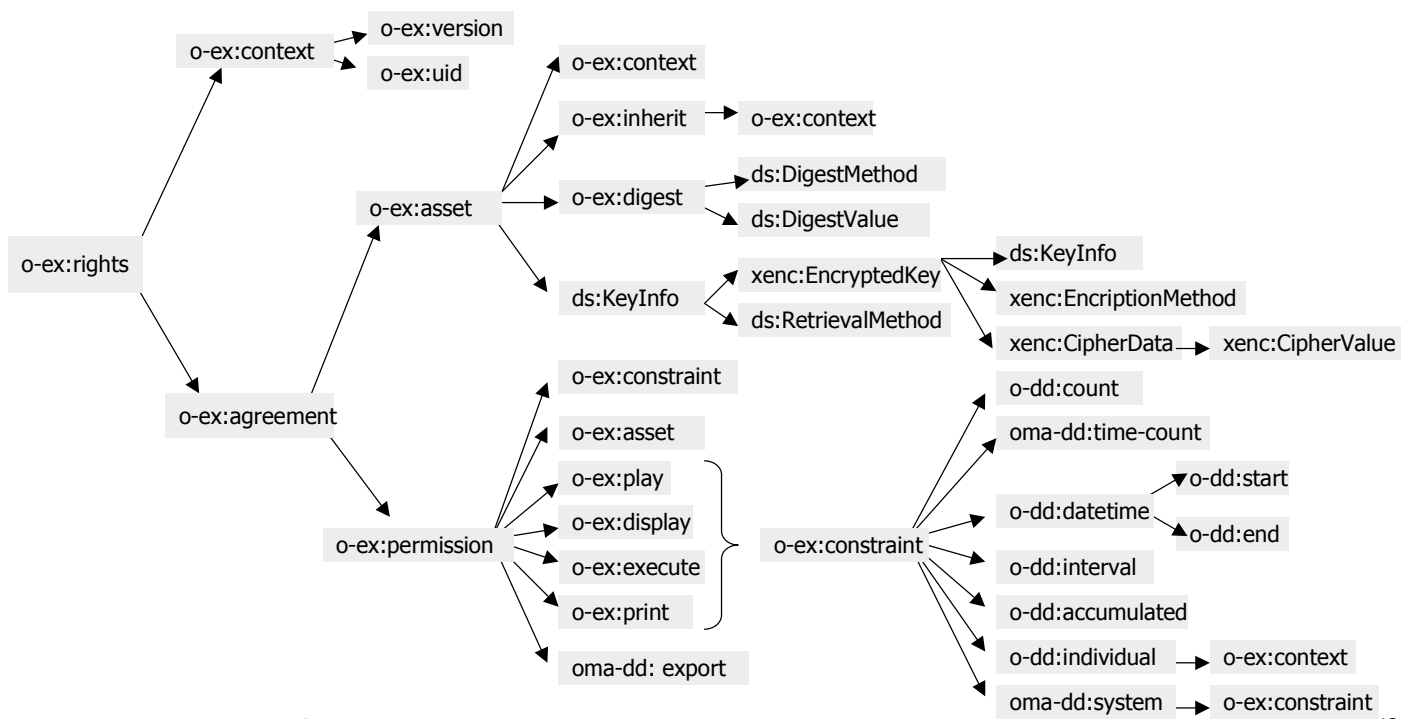 o-ex:version
o-ex:context
o-ex:uid
o-ex:context
o-ex:inherit
o-ex:context
ds:DigestMethod
o-ex:digest
ds:DigestValue
o-ex:asset
o-ex:rights
ds:KeyInfo
xenc:EncryptedKey
ds:KeyInfo
xenc:EncriptionMethod
ds:RetrievalMethod
xenc:CipherData
xenc:CipherValue
o-ex:agreement
o-ex:constraint
o-ex:asset
o-ex:play
o-ex:display
o-ex:permission
o-ex:execute
o-ex:print
oma-dd: export
o-ex:constraint
o-dd:count
oma-dd:time-count
o-dd:start
o-dd:datetime
o-dd:end
o-dd:interval
o-dd:accumulated
o-dd:individual
o-ex:context
oma-dd:system
o-ex:constraint